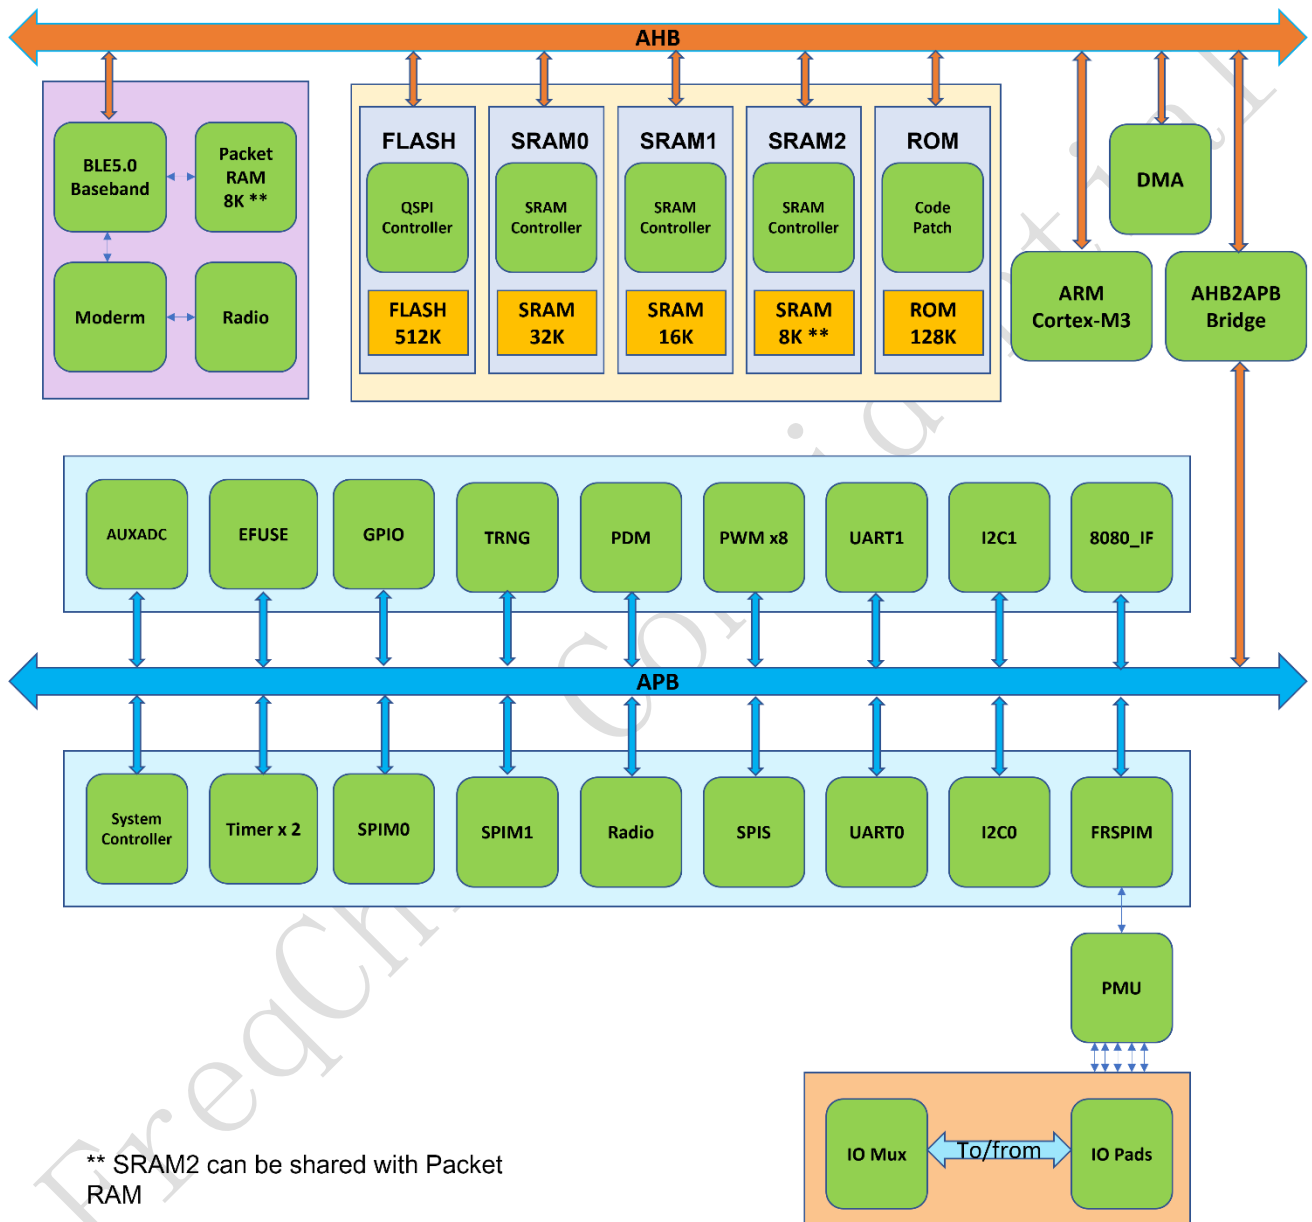 AHB
BLE5.0
Baseband
Packet
RAM
8K **
Moderm
Radio
FLASH
SRAM0
SRAM1
SRAM2
ROM
QSPI
Controller
SRAM
Controller
SRAM
Controller
SRAM
Controller
Code
Patch
FLASH
512K
SRAM
32K
SRAM
16K
SRAM
8K **
ROM
128K
DMA
ARM
Cortex-M3
AHB2APB
Bridge
AUXADC
EFUSE
GPIO
TRNG
PDM
PWM x8
UART1
I2C1
8080_IF
APB
System
Controller
Timer x 2
SPIM0
SPIM1
Radio
SPIS
UART0
I2C0
FRSPIM
PMU
IO Mux
To/from
IO Pads
** SRAM2 can be shared with Packet
RAM